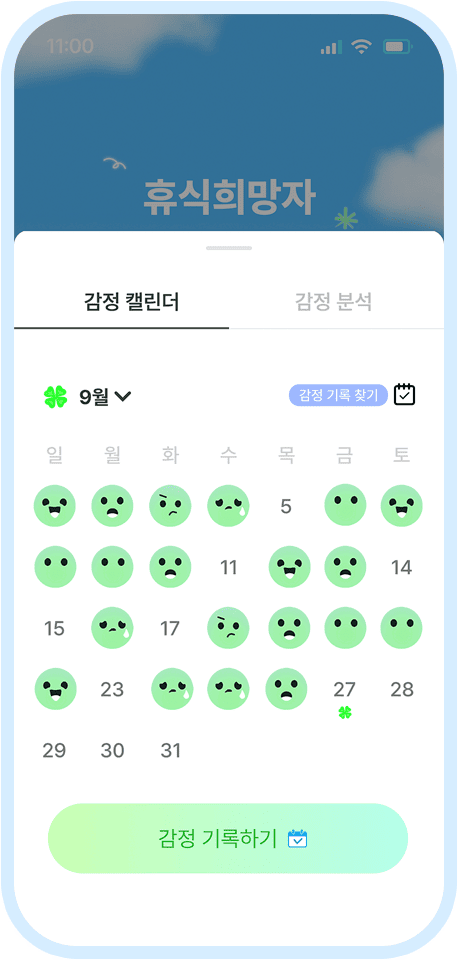 11:00
휴식희망자
감정 캘린더 감정 분석
9월 감정 기록 찾기
일 월 화 수 목 금 토
5
11 14
15 17
23 27 28
29 30 31
감정 기록하기